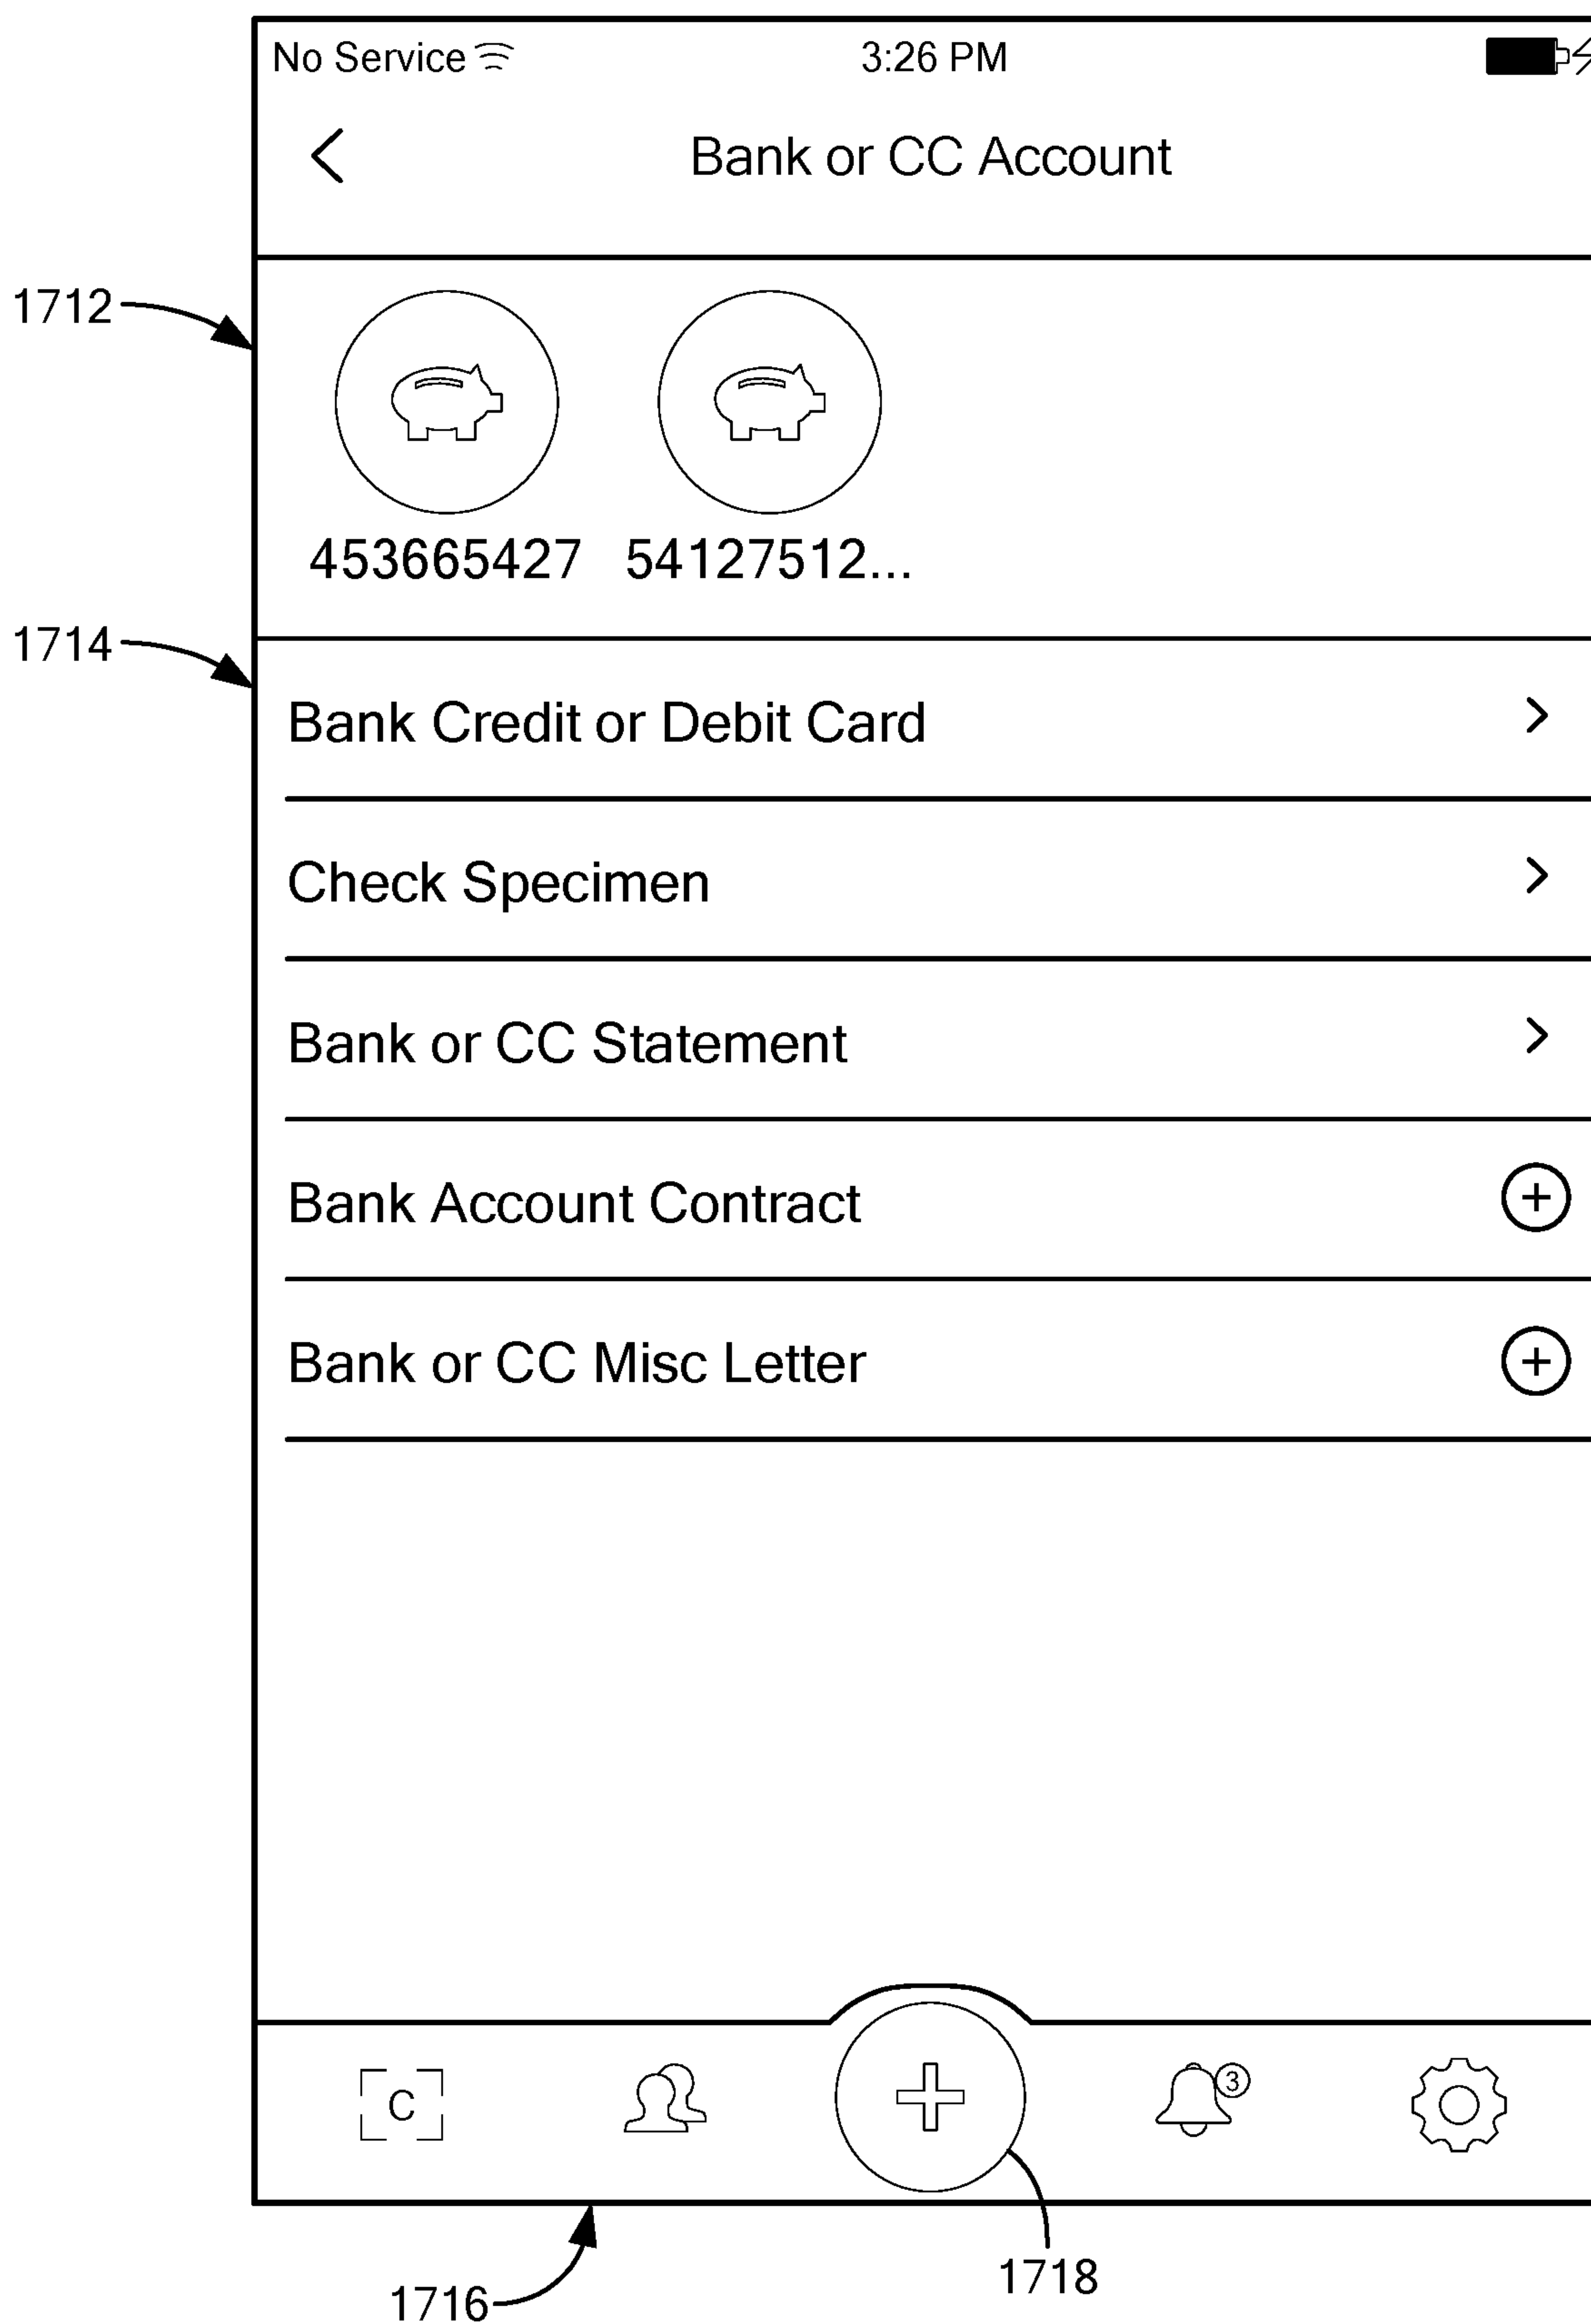 No Service 3:26 PM
Bank or CC Account
1712
453665427 54127512...
1714
Bank Credit or Debit Card
Check Specimen
Bank or CC Statement
Bank Account Contract
Bank or CC Misc Letter
C 3
1716 1718